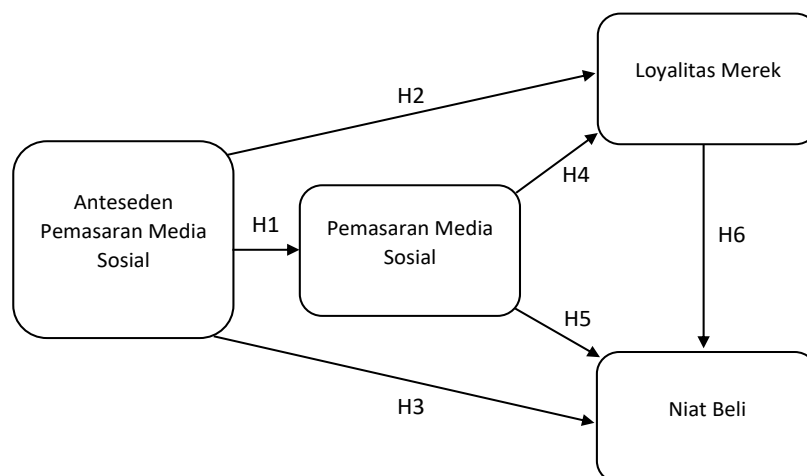 Loyalitas Merek
H2
Anteseden
Pemasaran Media
Sosial
H1
Pemasaran Media
Sosial
H4
H6
H5
H3
Niat Beli